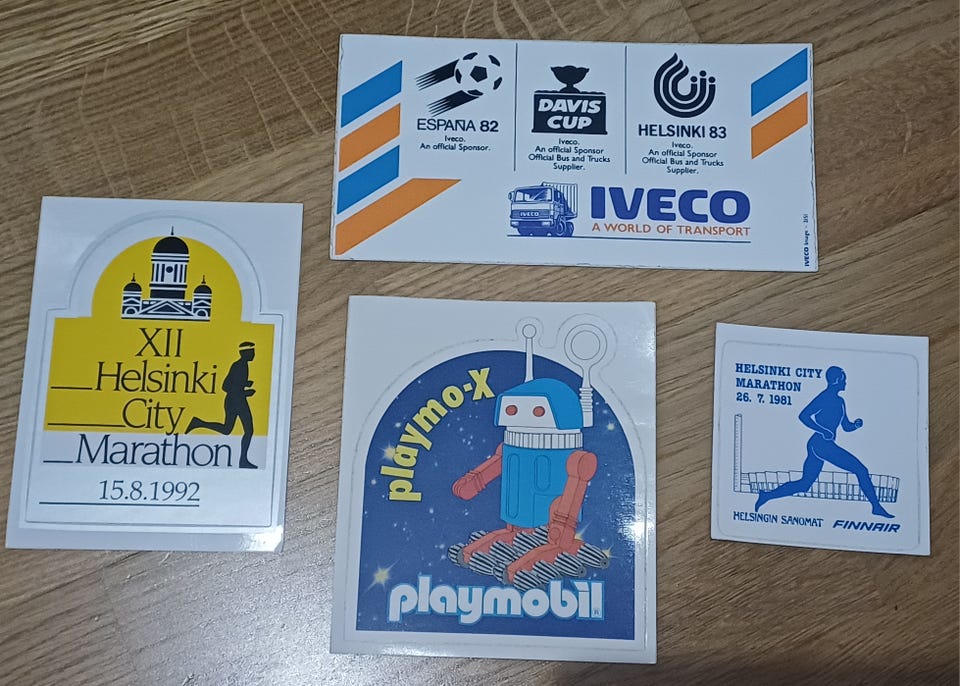 ESPAÑA 82
Iveco.
An official Sponsor.
DAVIS
CUP
Iveco.
An official Sponsor
Official Bus and Trucks
Supplier.
HELSINKI 83
Iveco.
An official Sponsor
Official Bus and Trucks
Supplier.
IVECO
A WORLD OF TRANSPORT
XII
Helsinki
City
Marathon
15.8.1992
playmo-x
playmobil
HELSINKI CITY
MARATHON
26. 7. 1981
HELSINGIN SANOMAT FINNAIR